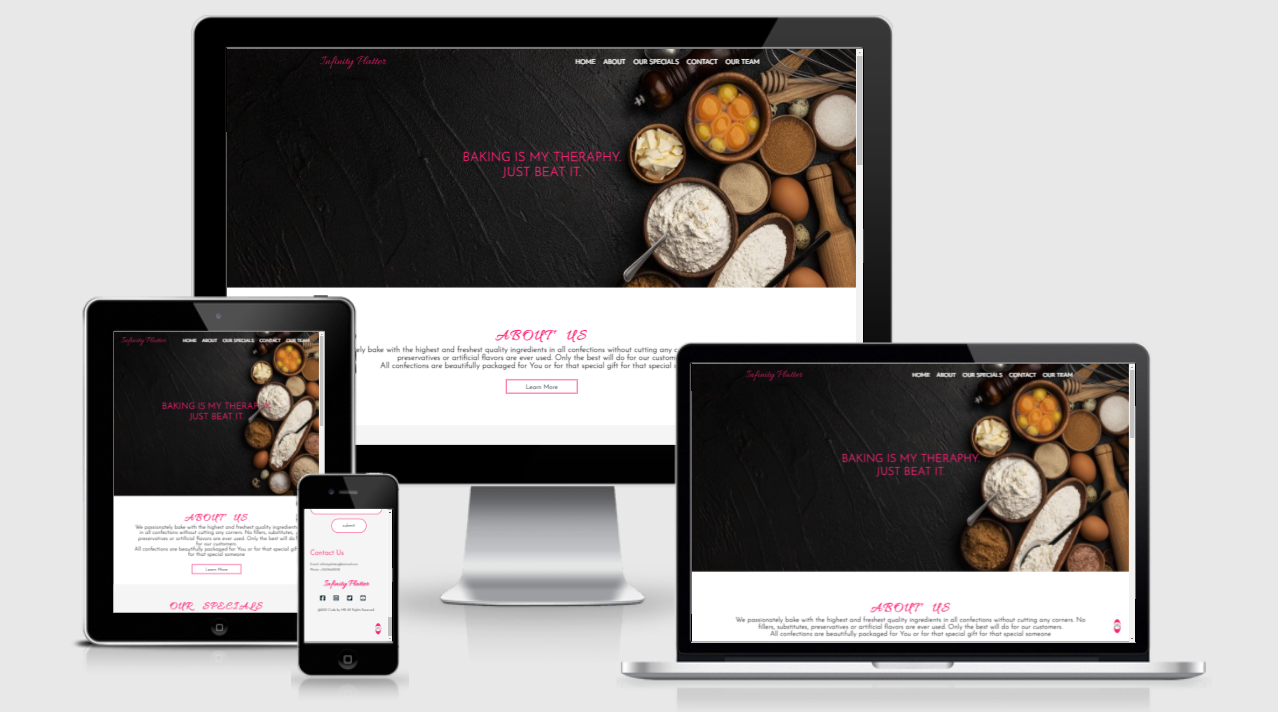 Infinity Platter
HOME ABOUT OUR SPECIALS CONTACT OUR TEAM
BAKING IS MY THERAPHY.
JUST BEAT IT.
ABOUT US
ely bake with the highest and freshest quality ingredients in all confections without cutting any c
preservatives or artificial flavors are ever used. Only the best will do for our custom
All confections are beautifully packaged for You or for that special gift for that special
Learn More
Infinity Platter
HOME ABOUT OUR SPECIALS CONTACT OUR TEAM
BAKING IS MY THERAPHY.
JUST BEAT IT.
ABOUT US
We passionately bake with the highest and freshest quality ingredients
in all confections without cutting any corners. No fillers, substitutes,
preservatives or artificial flavors are ever used. Only the best will do
for our customers.
All confections are beautifully packaged for You or for that special gift
for that special someone
Learn More
OUR SPECIALS
submit
Contact Us
Infinity Platter
Infinity Platter
HOME ABOUT OUR SPECIALS CONTACT OUR TEAM
BAKING IS MY THERAPHY.
JUST BEAT IT.
ABOUT US
We passionately bake with the highest and freshest quality ingredients in all confections without cutting any corners. No
fillers, substitutes, preservatives or artificial flavors are ever used. Only the best will do for our customers.
All confections are beautifully packaged for You or for that special gift for that special someone